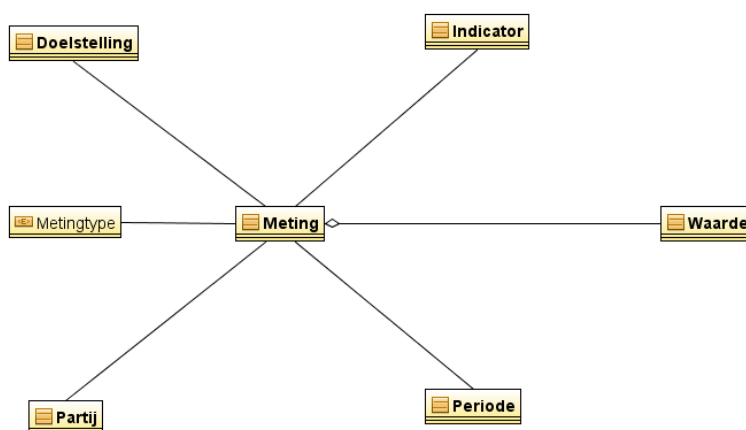 Indicator
Doelstelling
Metingtype
Meting
Waarde
Partij
Periode